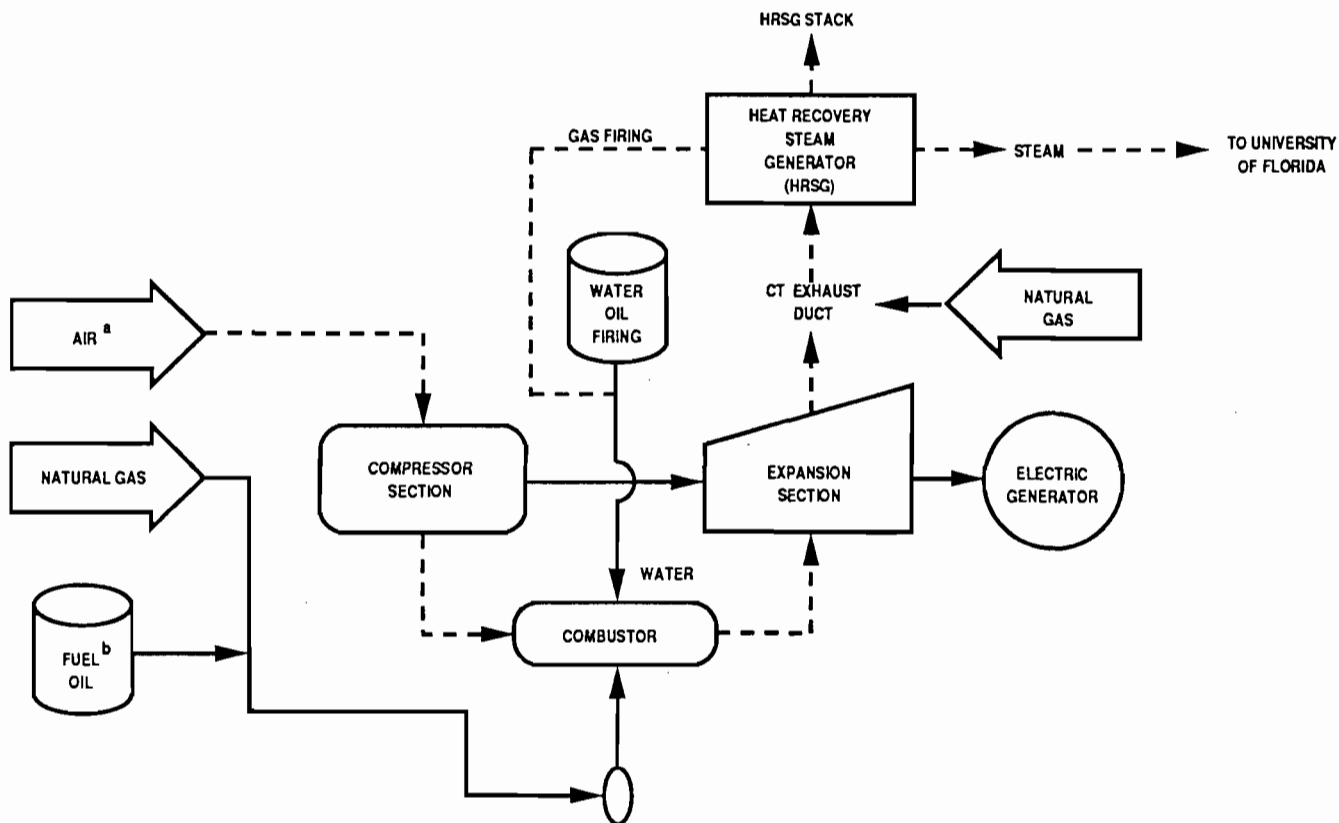 HRSG STACK
GAS FIRING
HEAT RECOVERY
STEAM
GENERATOR
(HRSG)
STEAM
TO UNIVERSITY
OF FLORIDA
WATER
OIL
FIRING
CT EXHAUST
DUCT
NATURAL
GAS
AIR a
NATURAL GAS
COMPRESSOR
SECTION
EXPANSION
SECTION
ELECTRIC
GENERATOR
WATER
COMBUSTOR
FUEL b
OIL